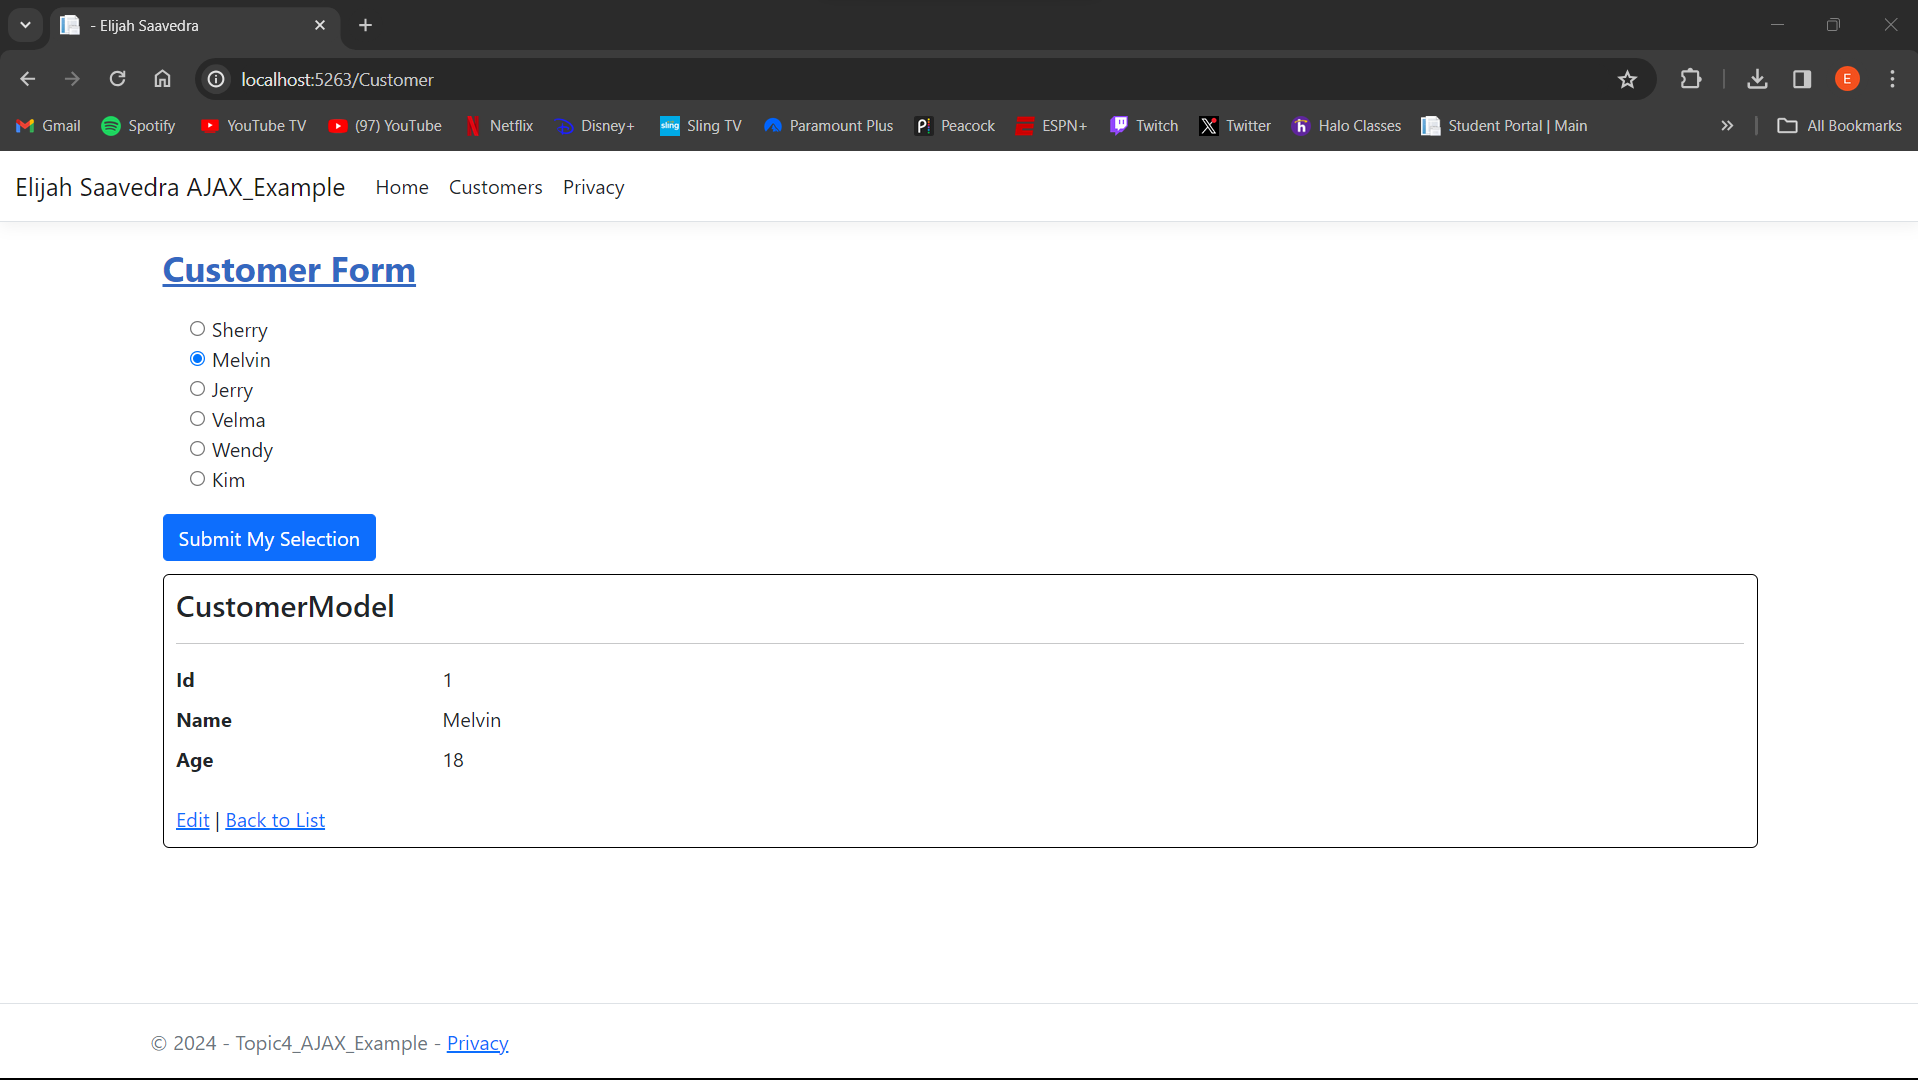 - Elijah Saavedra
localhost:5263/Customer
E
Gmail Spotify YouTube TV (97) YouTube Netflix Disney+ sling Sling TV Paramount Plus Peacock ESPN+ Twitch Twitter h Halo Classes Student Portal | Main All Bookmarks
Elijah Saavedra AJAX_Example Home Customers Privacy
Customer Form
Sherry
Melvin
Jerry
Velma
Wendy
Kim
Submit My Selection
CustomerModel
Id 1
Name Melvin
Age 18
Edit | Back to List
© 2024 - Topic4_AJAX_Example - Privacy